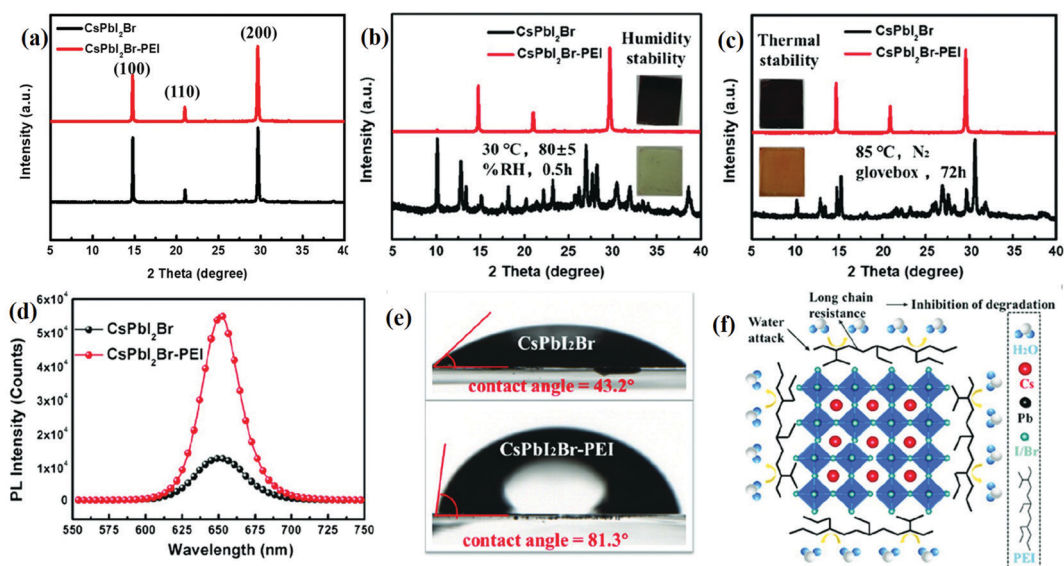 (a)
CsPbI2Br
CsPbI2Br-PEI
(100)
(110)
(200)
Intensity (a.u.)
5 10 15 20 25 30 35 40
2 Theta (degree)
(b)
CsPbI2Br
CsPbI2Br-PEI
Humidity
stability
30 °C, 80±5
%RH, 0.5h
Intensity (a.u.)
5 10 15 20 25 30 35 40
2 Theta (degree)
(c)
Thermal
stability
CsPbI2Br
CsPbI2Br-PEI
85 °C, N2
glovebox, 72h
Intensity (a.u.)
5 10 15 20 25 30 35 40
2 Theta (degree)
(d)
CsPbI2Br
CsPbI2Br-PEI
PL Intensity (Counts)
6x10⁴
5x10⁴
4x10⁴
3x10⁴
2x10⁴
1x10⁴
0
550 575 600 625 650 675 700 725 750
Wavelength (nm)
(e)
CsPbI2Br
contact angle = 43.2°
CsPbI2Br-PEI
contact angle = 81.3°
(f)
Long chain
resistance
Inhibition of degradation
Water
attack
H2O
Cs
Pb
I/Br
PEI